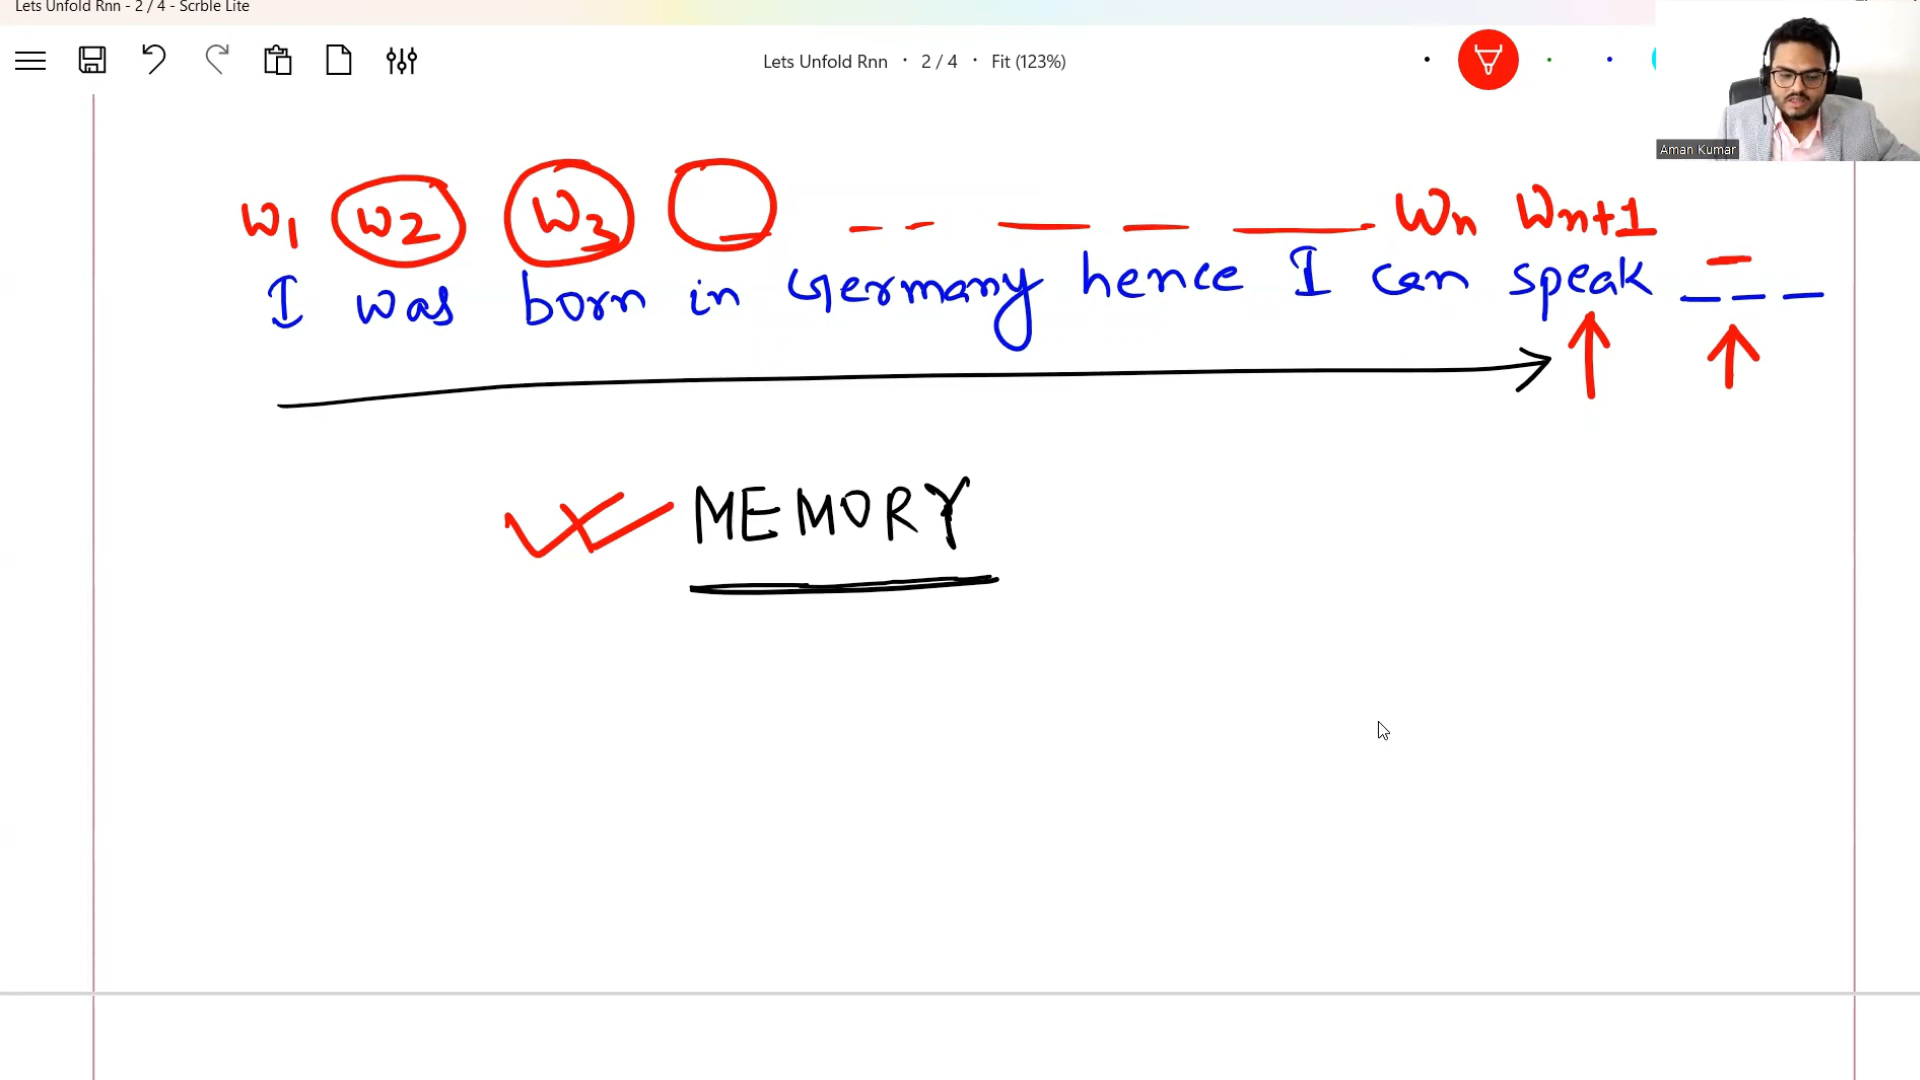 Lets Unfold Rnn - 2 / 4 - Scrble Lite
Lets Unfold Rnn · 2 / 4 · Fit (123%)
Aman Kumar
W1 W2 W3 _ _ _ _ _ _ Wn Wn+1
I was born in Germany hence I can speak _ _ _
MEMORY